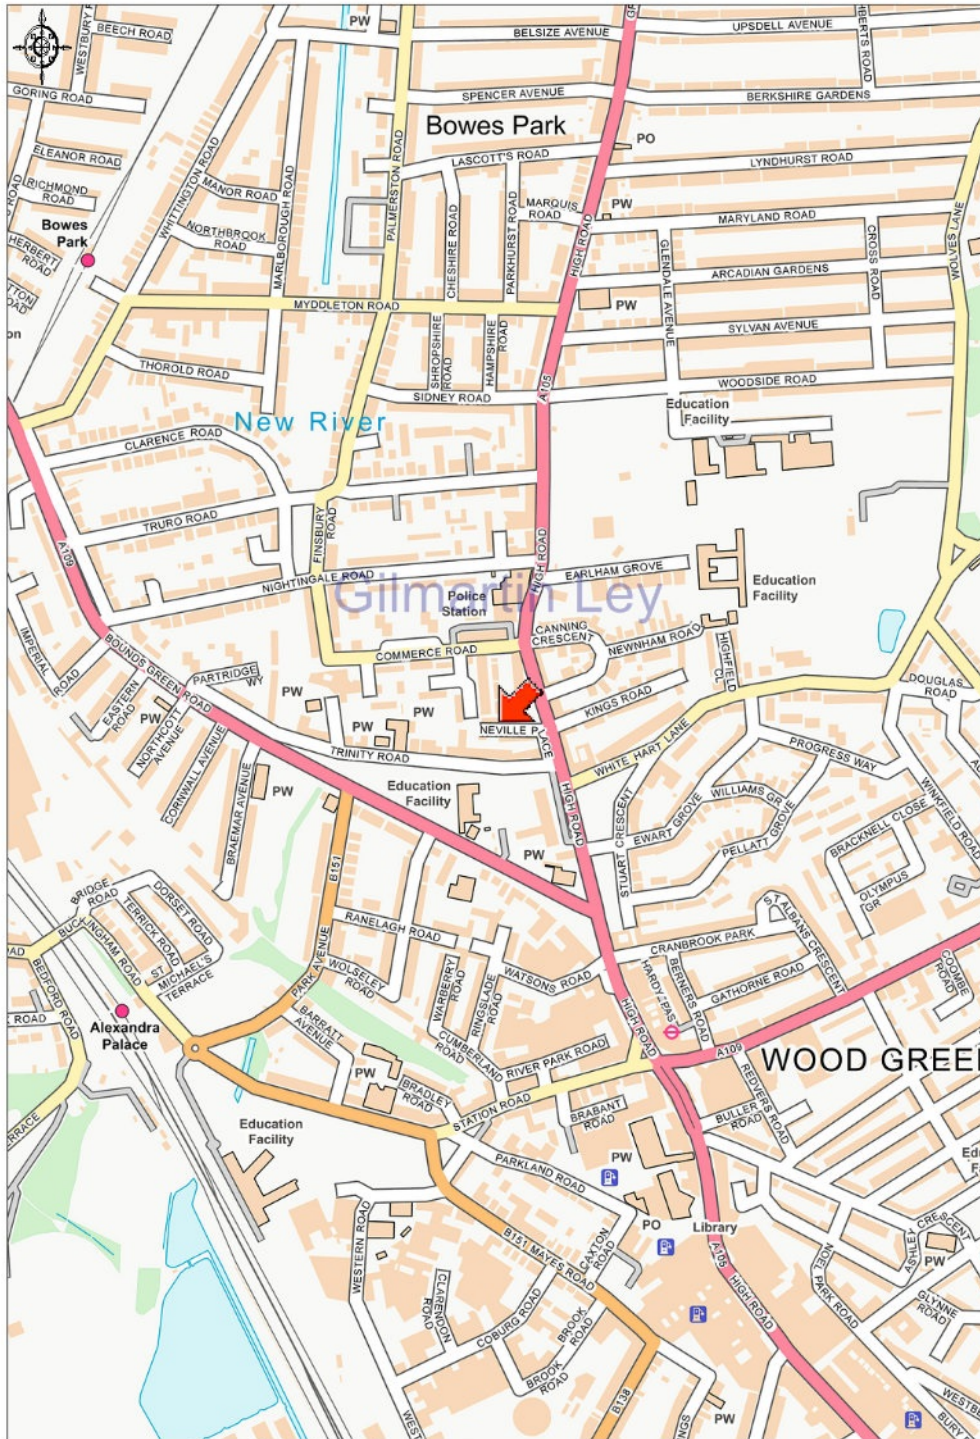 PW
BEECH ROAD
WESTBURY
BELSIZE AVENUE
UPSDELL AVENUE
GORING ROAD
SPENCER AVENUE
BERKSHIRE GARDENS
Bowes Park
PO
ELEANOR ROAD
LASCOTT'S ROAD
LYNDHURST ROAD
WHITTINGTON ROAD
MANOR ROAD
RICHMOND
ROAD
MARLBOROUGH ROAD
PALMERSTON ROAD
CHESHIRE ROAD
PARKHURST ROAD
MARQUIS
ROAD
PW
MARYLAND ROAD
WOLVES LANE
Bowes
Park
HERBERT
ROAD
NORTHBROOK
ROAD
HIGH ROAD
GLENDALE AVENUE
CROSS ROAD
ARCADIAN GARDENS
MYDDLETON ROAD
PW
SYLVAN AVENUE
SHROPSHIRE
ROAD
HAMPSHIRE
ROAD
THOROLD ROAD
WOODSIDE ROAD
SIDNEY ROAD
A105
Education
Facility
New River
CLARENCE ROAD
TRURO ROAD
FINSBURY
ROAD
A109
HIGH ROAD
NIGHTINGALE ROAD
EARLHAM GROVE
Gilmartin Ley
Police
Station
Education
Facility
CANNING
CRESCENT
NEWNHAM ROAD
HIGHFIELD
CL
IMPERIAL
ROAD
BOUNDS GREEN ROAD
COMMERCE ROAD
PARTRIDGE
WY
PW
EASTERN
ROAD
PW
NORTHCOTT
AVENUE
PW
PW
KINGS ROAD
DOUGLAS
ROAD
NEVILLE PLACE
CORNWALL AVENUE
TRINITY ROAD
WHITE HART LANE
PROGRESS WAY
BRAEMAR AVENUE
PW
Education
Facility
HIGH ROAD
WILLIAMS GR
EWART GROVE
PELLATT GROVE
WINKFIELD ROAD
STUART CRESCENT
BRACKNELL CLOSE
OLYMPUS
GR
B151
PW
BRIDGE
ROAD
DORSET ROAD
TERRICK ROAD
BUCKINGHAM ROAD
ST
MICHAEL'S
TERRACE
BEDFORD ROAD
RANELAGH ROAD
ST ALBANS CRESCENT
CRANBROOK PARK
PARK AVENUE
WOLSELEY
ROAD
WARBERRY
ROAD
RINGSLADE
ROAD
WATSONS ROAD
BERNERS ROAD
GATHORNE ROAD
COOMBE
ROAD
Alexandra
Palace
ROAD
BARRATT
AVENUE
CUMBERLAND
ROAD
RIVER PARK ROAD
HIGH ROAD
A109
WOOD GREEN
PW
BRADLEY
ROAD
STATION ROAD
REDVERS ROAD
BULLER
ROAD
BRABANT
ROAD
Education
Facility
PARKLAND ROAD
PW
WESTERN ROAD
PO
Library
CAXTON
ROAD
B151 MAYES ROAD
A105
HIGH ROAD
NOEL PARK ROAD
ASHLEY CRESCENT
PW
CLARENDON
ROAD
COBURG ROAD
BROOK
ROAD
BROOK
ROAD
GLYNNE
ROAD
B138
PW